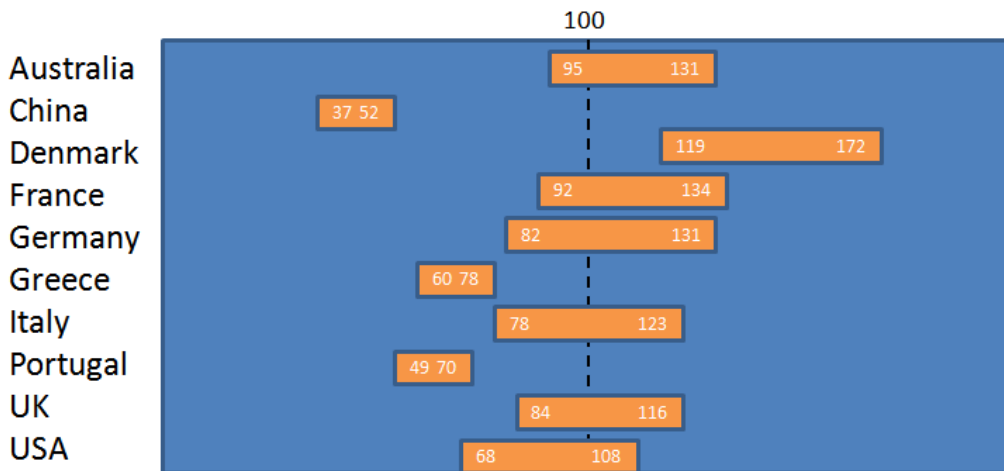 100
Australia 95 131
China 37 52
Denmark 119 172
France 92 134
Germany 82 131
Greece 60 78
Italy 78 123
Portugal 49 70
UK 84 116
USA 68 108